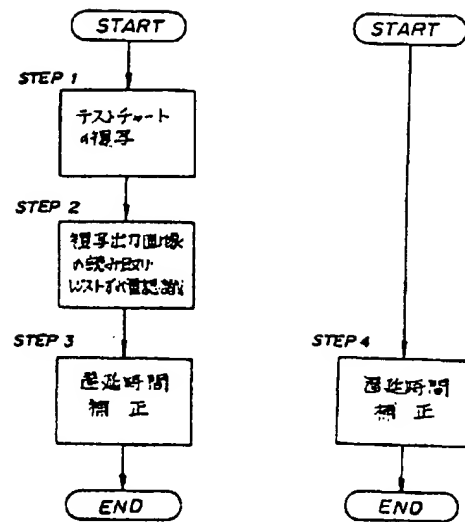 START
STEP 1
テストチャート
の複写
STEP 2
複写出力画像
の読み取り
レジストずれ量認識
STEP 3
遅延時間
補正
END
START
STEP 4
遅延時間
補正
END